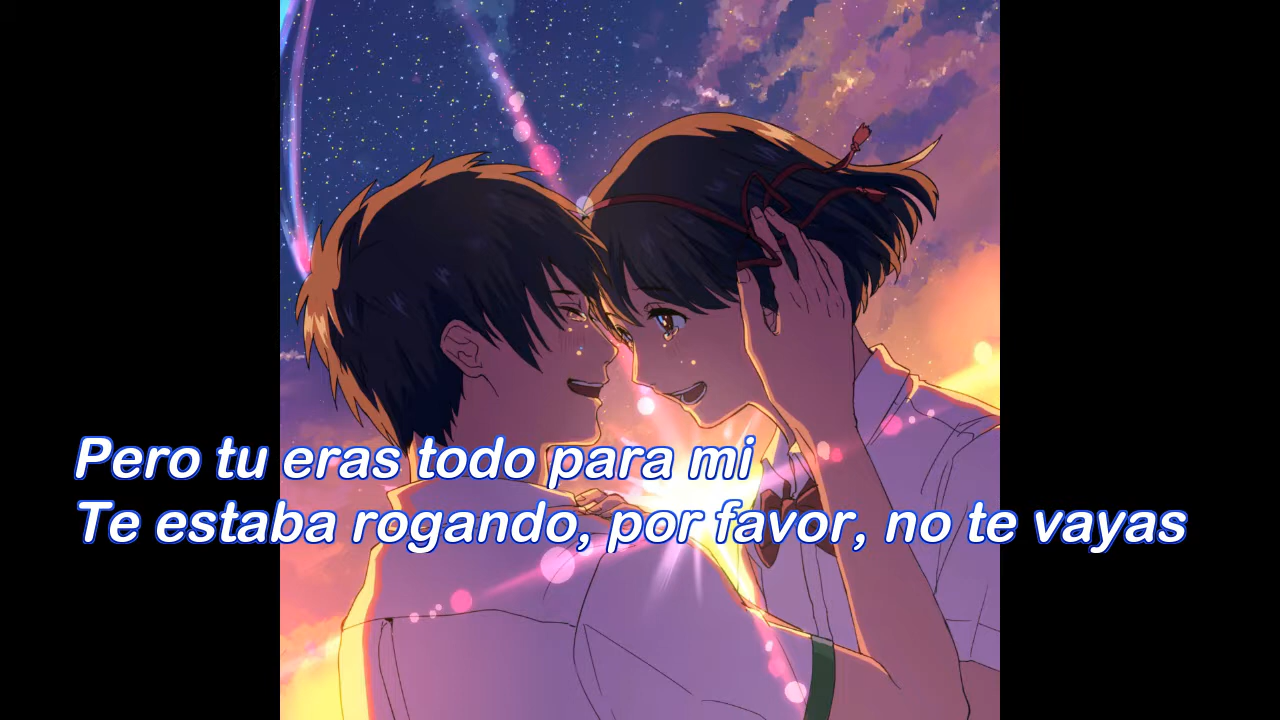 Pero tu eras todo para mi
Te estaba rogando, por favor, no te vayas